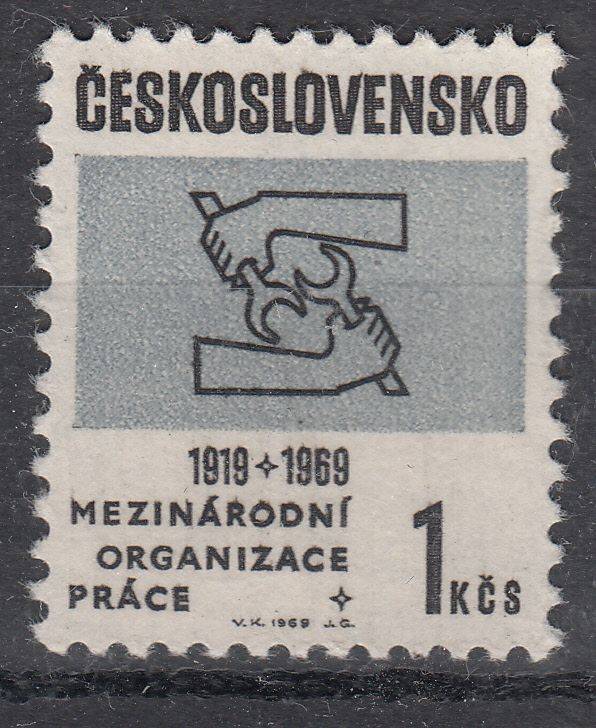 ČESKOSLOVENSKO
1919✧1969
MEZINÁRODNÍ
ORGANIZACE
PRÁCE ✧
1 KČS
V.K. 1969 J.G.